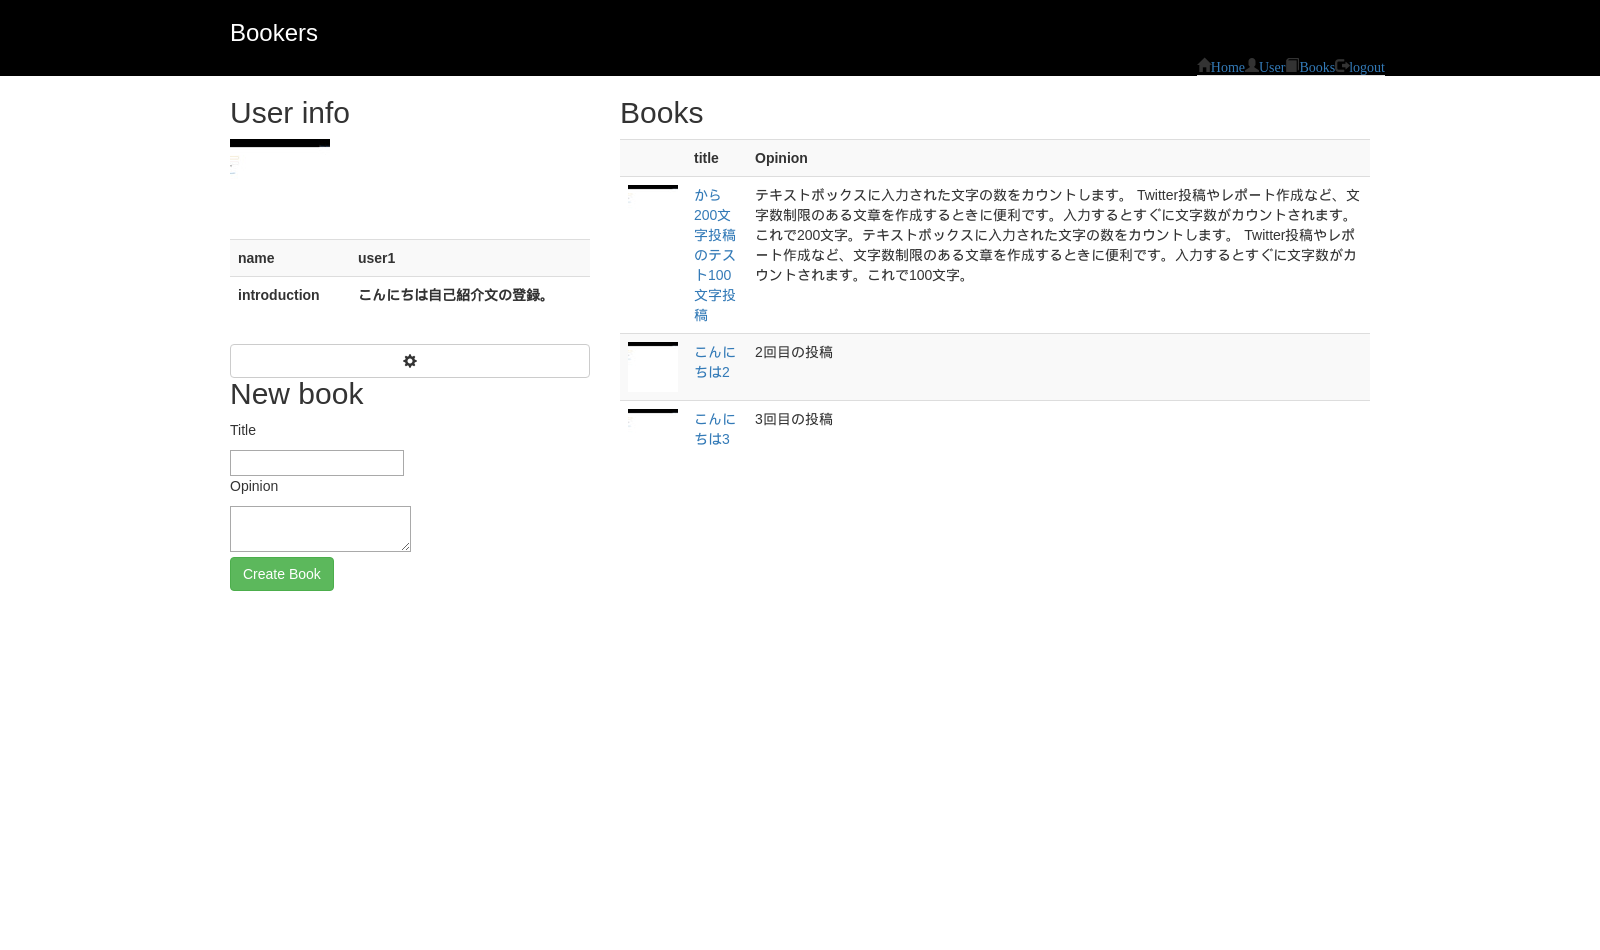 Bookers
Home User Books logout
User info
name user1
introduction こんにちは自己紹介文の登録。
New book
Title
Opinion
Create Book
Books
title Opinion
から
200文
字投稿
のテス
ト100
文字投
稿
テキストボックスに入力された文字の数をカウントします。 Twitter投稿やレポート作成など、文
字数制限のある文章を作成するときに便利です。入力するとすぐに文字数がカウントされます。
これで200文字。テキストボックスに入力された文字の数をカウントします。 Twitter投稿やレポ
ート作成など、文字数制限のある文章を作成するときに便利です。入力するとすぐに文字数がカ
ウントされます。これで100文字。
こんに
ちは2
2回目の投稿
こんに
ちは3
3回目の投稿